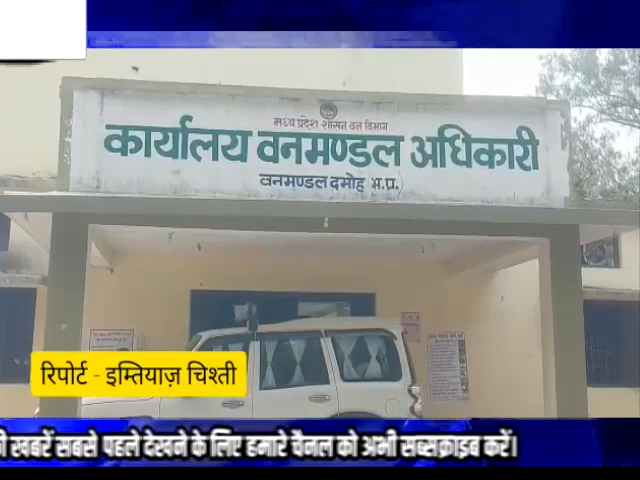 मध्य प्रदेश शासन वन विभाग
कार्यालय वनमण्डल अधिकारी
वनमण्डल दमोह म.प्र.
रिपोर्ट - इम्तियाज़ चिश्ती
खबरें सबसे पहले देखने के लिए हमारे चैनल को अभी सब्सक्राइब करें।